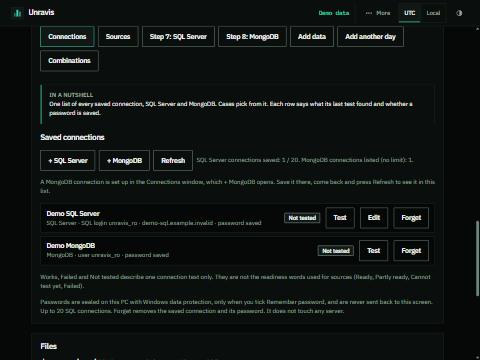 Unravis
Demo data
••• More
UTC
Local
Connections
Sources
Step 7: SQL Server
Step 8: MongoDB
Add data
Add another day
Combinations
IN A NUTSHELL
One list of every saved connection, SQL Server and MongoDB. Cases pick from it. Each row says what its last test found and whether a
password is saved.
Saved connections
+ SQL Server
+ MongoDB
Refresh
SQL Server connections saved: 1 / 20. MongoDB connections listed (no limit): 1.
A MongoDB connection is set up in the Connections window, which + MongoDB opens. Save it there, come back and press Refresh to see it in this
list.
Demo SQL Server
SQL Server · SQL login unravis_ro · demo-sql.example.invalid · password saved
Not tested
Test
Edit
Forget
Demo MongoDB
MongoDB · user unravis_ro · password saved
Not tested
Test
Forget
Works, Failed and Not tested describe one connection test only. They are not the readiness words used for sources (Ready, Partly ready, Cannot
test yet, Failed).
Passwords are sealed on this PC with Windows data protection, only when you tick Remember password, and are never sent back to this screen.
Up to 20 SQL connections. Forget removes the saved connection and its password. It does not touch any server.
Files